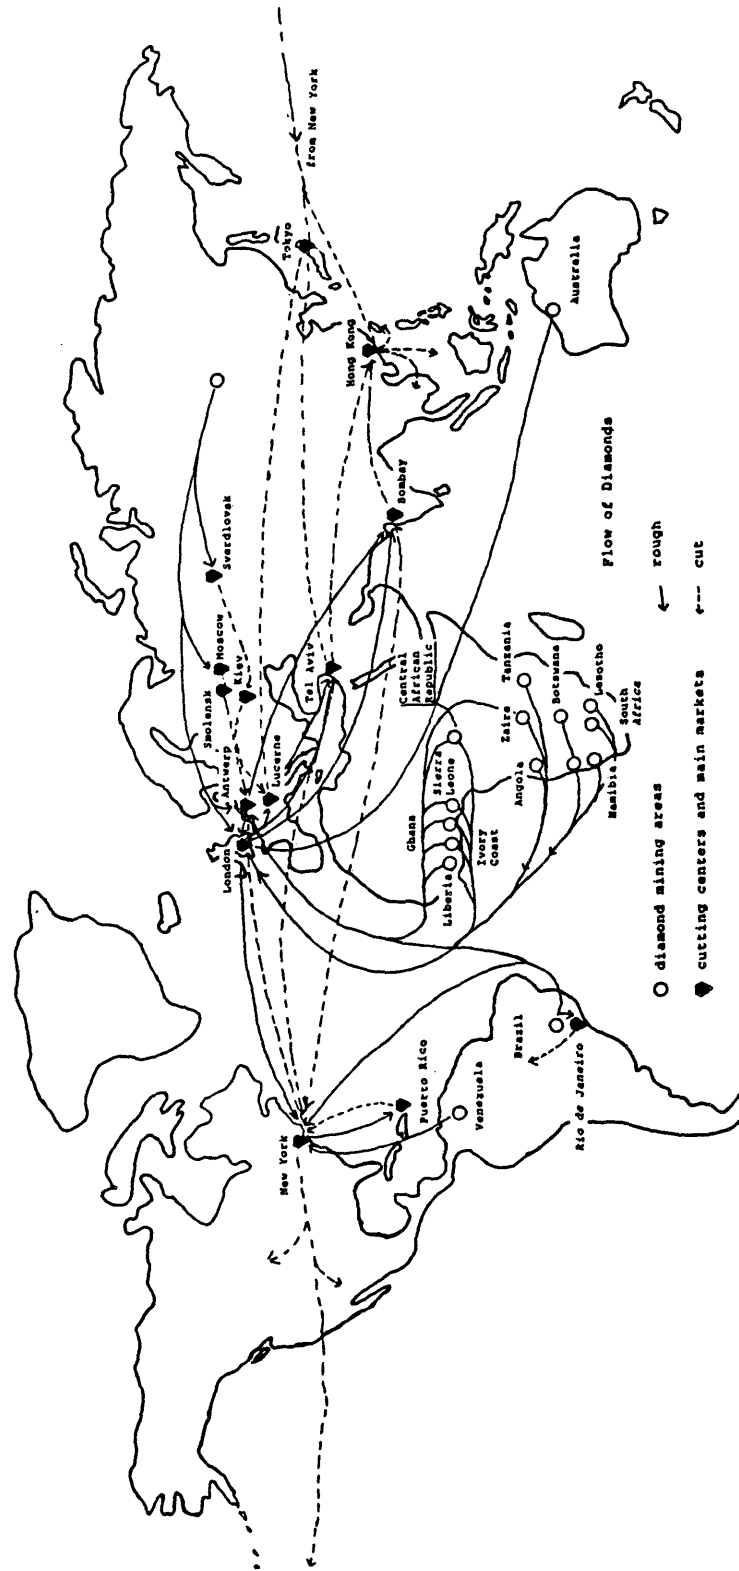 London
Antwerp
Smolensk
Moscow
Kiev
Sverdlovsk
Lucerne
Tel Aviv
New York
Tokyo
from New York
Hong Kong
Bombay
Puerto Rico
Venezuela
Brazil
Rio de Janeiro
Ghana
Sierra
Leone
Liberia
Ivory
Coast
Central
African
Republic
Zaire
Tanzania
Angola
Botswana
Namibia
Lesotho
South
Africa
Australia
Flow of Diamonds
diamond mining areas
rough
cutting centers and main markets
cut